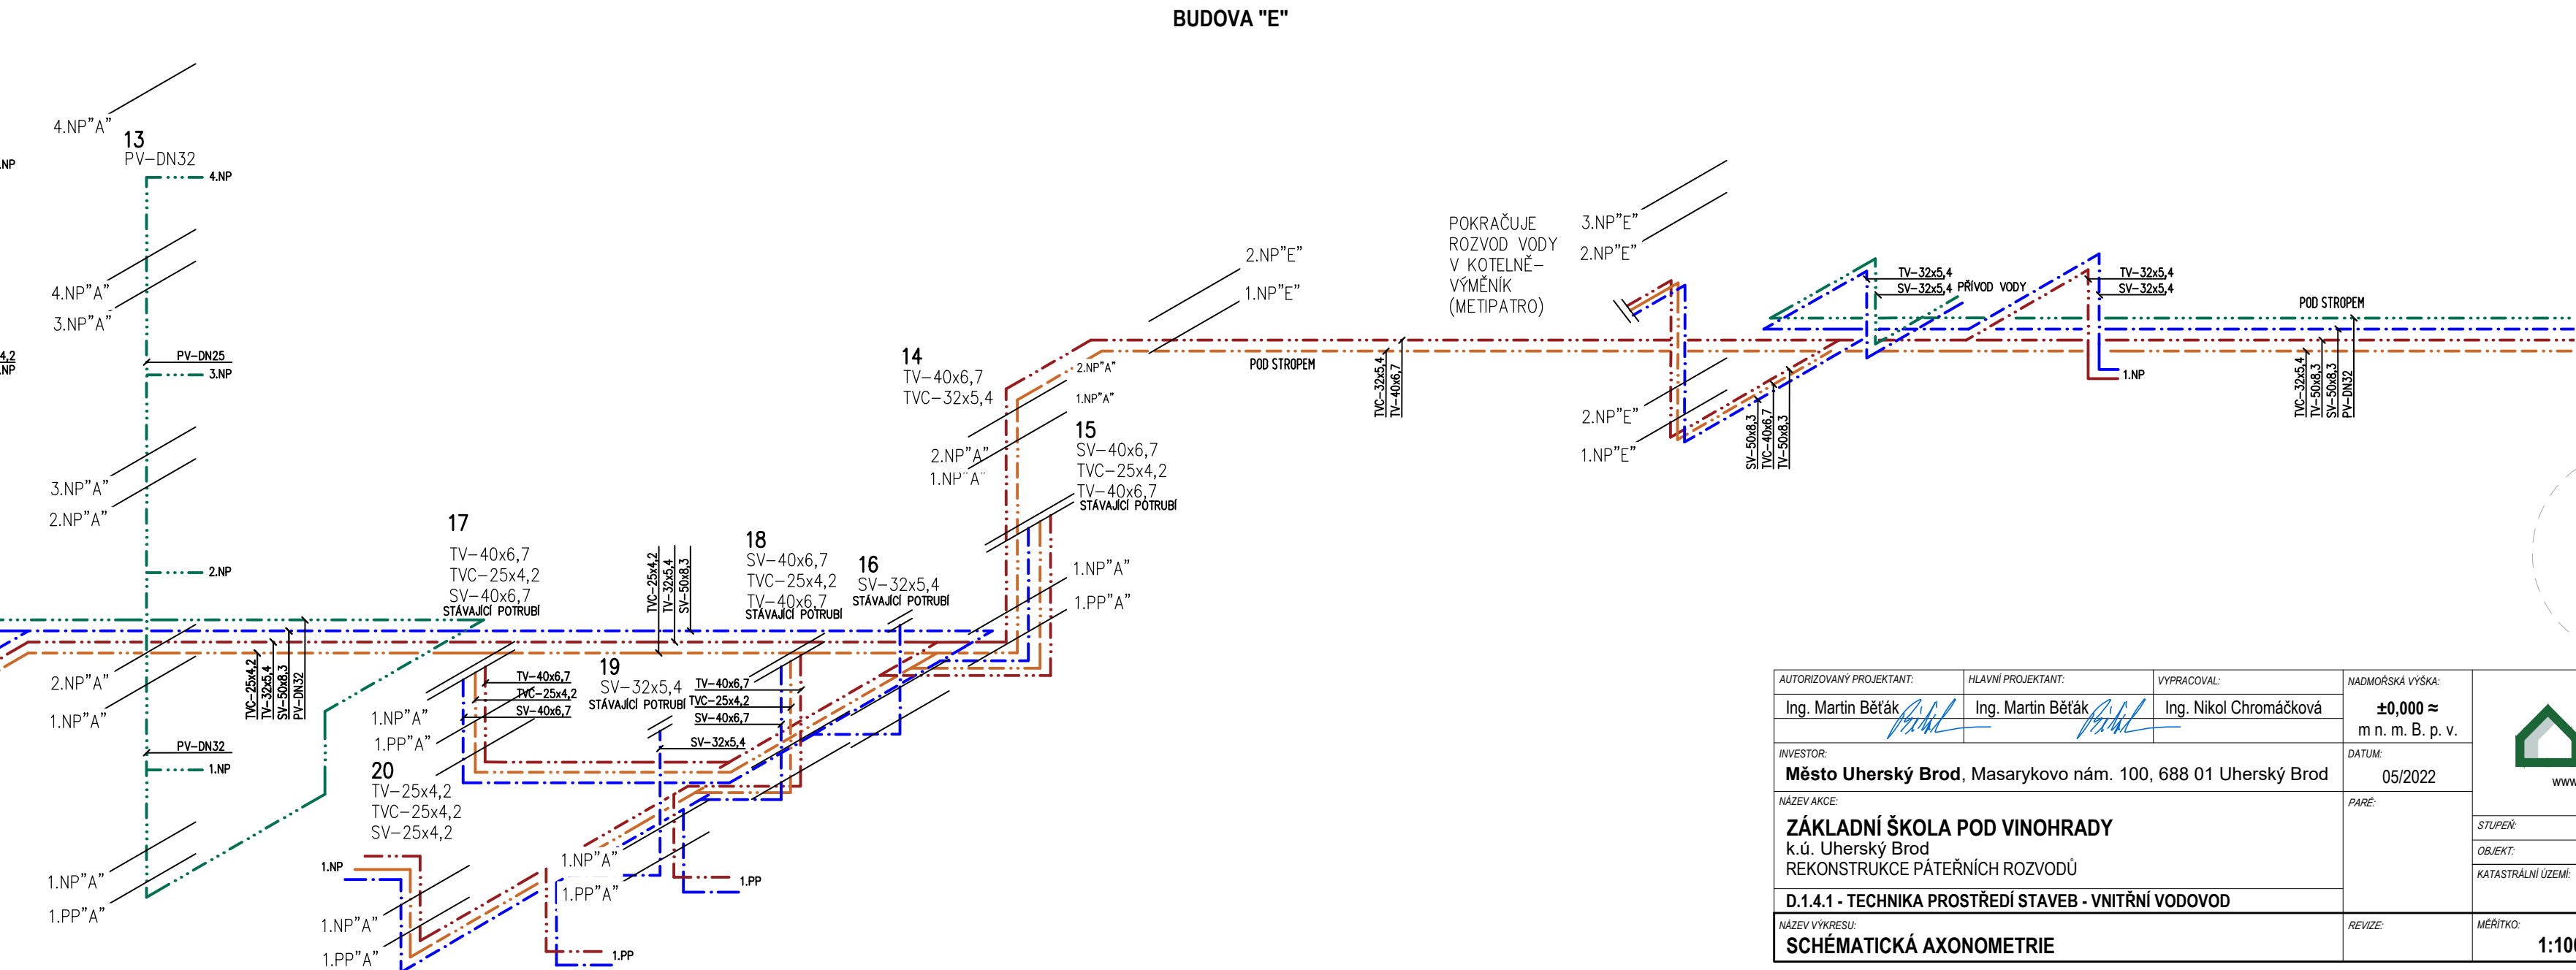 BUDOVA "E"
4.NP"A"
13
PV-DN32
4.NP
.NP
4.NP"A"
3.NP"A"
PV-DN25
3.NP
4,2
.NP
3.NP"A"
2.NP"A"
2.NP
2.NP"A"
1.NP"A"
TVC-25x4,2
TV-32x5,4
SV-50x8,3
PV-DN32
PV-DN32
1.NP
1.NP"A"
1.PP"A"
17
TV-40x6,7
TVC-25x4,2
SV-40x6,7
STÁVAJÍCÍ POTRUBÍ
TV-40x6,7
TVC-25x4,2
SV-40x6,7
1.NP"A"
1.PP"A"
20
TV-25x4,2
TVC-25x4,2
SV-25x4,2
1.NP
1.NP"A"
1.PP"A"
TVC-25x4,2
TV-32x5,4
SV-50x8,3
19
SV-32x5,4
STÁVAJÍCÍ POTRUBÍ
TV-40x6,7
TVC-25x4,2
SV-40x6,7
SV-32x5,4
1.NP"A"
1.PP"A"
1.PP
1.PP
18
SV-40x6,7
TVC-25x4,2
TV-40x6,7
STÁVAJÍCÍ POTRUBÍ
16
SV-32x5,4
STÁVAJÍCÍ POTRUBÍ
14
TV-40x6,7
TVC-32x5,4
2.NP"A"
1.NP"A"
2.NP"A"
1.NP"A"
15
SV-40x6,7
TVC-25x4,2
TV-40x6,7
STÁVAJÍCÍ POTRUBÍ
1.NP"A"
1.PP"A"
2.NP"E"
1.NP"E"
POD STROPEM
TVC-32x5,4
TV-40x6,7
POKRAČUJE
ROZVOD VODY
V KOTELNĚ-
VÝMĚNÍK
(METIPATRO)
3.NP"E"
2.NP"E"
2.NP"E"
1.NP"E"
SV-50x8,3
TVC-40x6,7
TV-50x8,3
TV-32x5,4
SV-32x5,4
PŘÍVOD VODY
TV-32x5,4
SV-32x5,4
1.NP
POD STROPEM
TVC-32x5,4
TV-50x8,3
SV-50x8,3
PV-DN32
AUTORIZOVANÝ PROJEKTANT:
HLAVNÍ PROJEKTANT:
VYPRACOVAL:
NADMOŘSKÁ VÝŠKA:
Ing. Martin Běťák
Ing. Martin Běťák
Ing. Nikol Chromáčková
±0,000 ≈
m n. m. B. p. v.
INVESTOR:
Město Uherský Brod, Masarykovo nám. 100, 688 01 Uherský Brod
DATUM:
05/2022
www
NÁZEV AKCE:
ZÁKLADNÍ ŠKOLA POD VINOHRADY
k.ú. Uherský Brod
REKONSTRUKCE PÁTEŘNÍCH ROZVODŮ
PARÉ:
STUPEŇ:
OBJEKT:
KATASTRÁLNÍ ÚZEMÍ:
D.1.4.1 - TECHNIKA PROSTŘEDÍ STAVEB - VNITŘNÍ VODOVOD
NÁZEV VÝKRESU:
SCHÉMATICKÁ AXONOMETRIE
REVIZE:
MĚŘÍTKO:
1:100